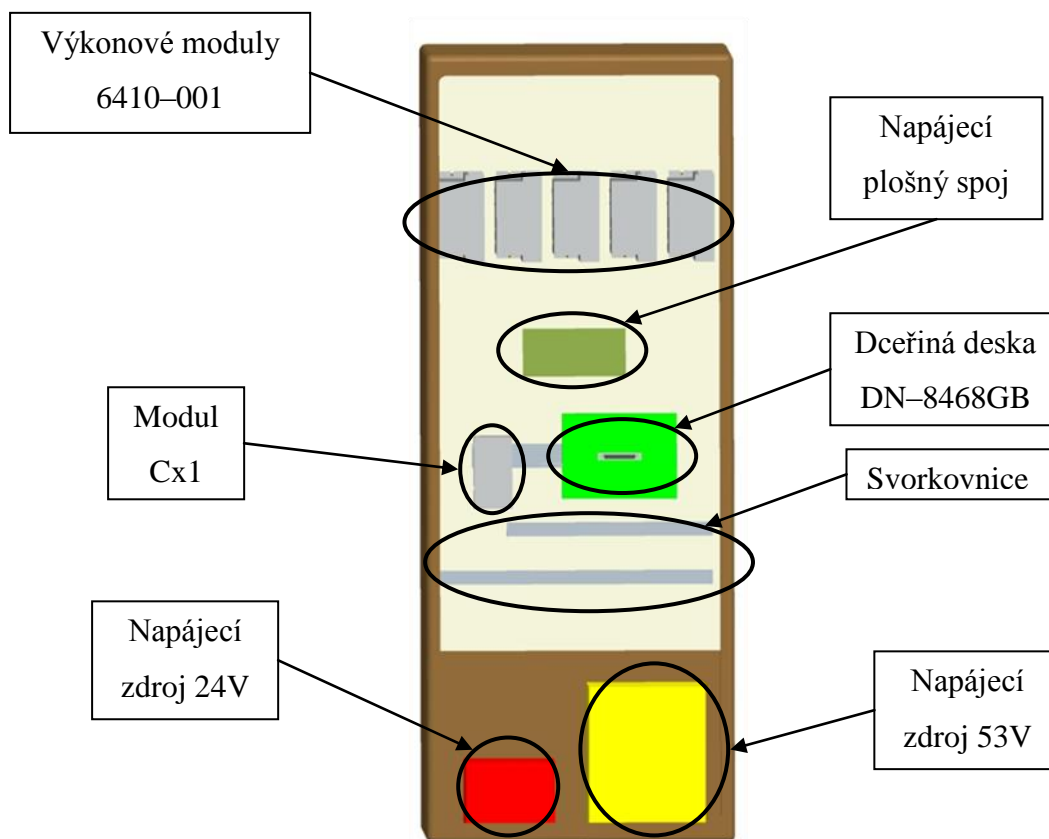 Výkonové moduly
6410–001
Napájecí
plošný spoj
Dceřiná deska
DN–8468GB
Modul
Cx1
Svorkovnice
Napájecí
zdroj 24V
Napájecí
zdroj 53V